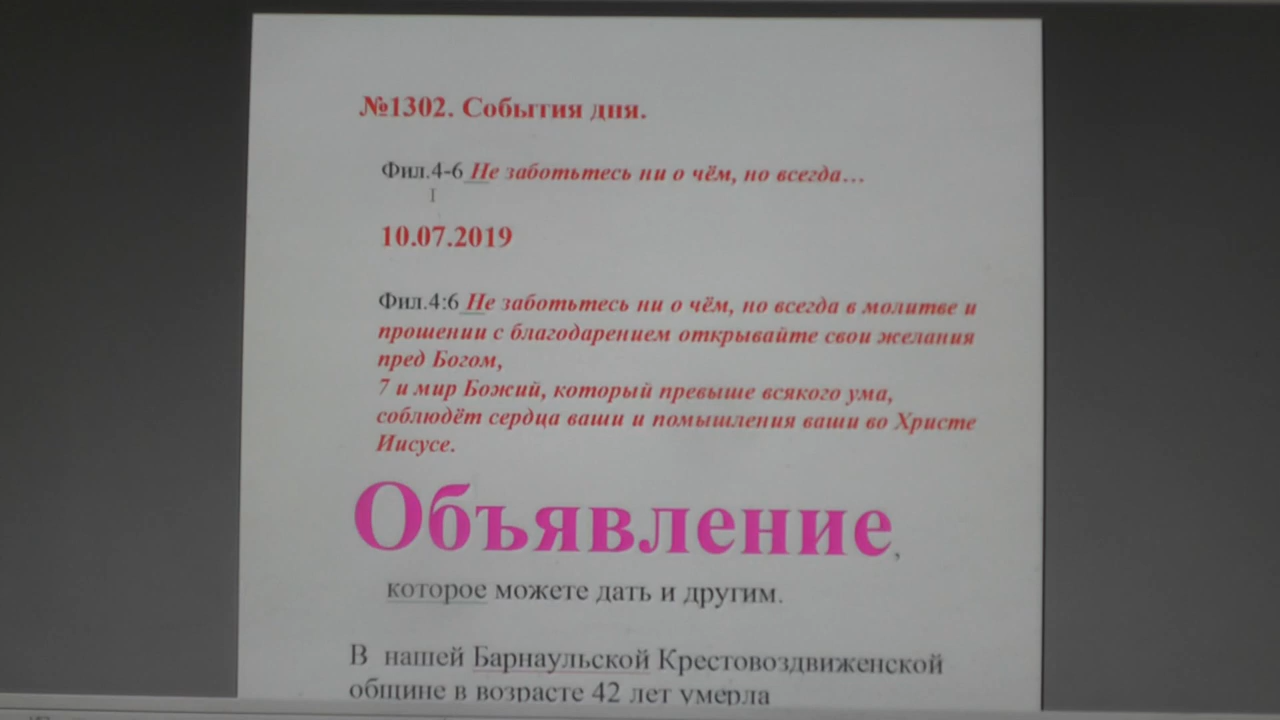 №1302. События дня.
Фил.4-6 Не заботьтесь ни о чём, но всегда…
10.07.2019
Фил.4:6 Не заботьтесь ни о чём, но всегда в молитве и
прошении с благодарением открывайте свои желания
пред Богом,
7 и мир Божий, который превыше всякого ума,
соблюдёт сердца ваши и помышления ваши во Христе
Иисусе.
Объявление,
которое можете дать и другим.
В нашей Барнаульской Крестовоздвиженской
общине в возрасте 42 лет умерла